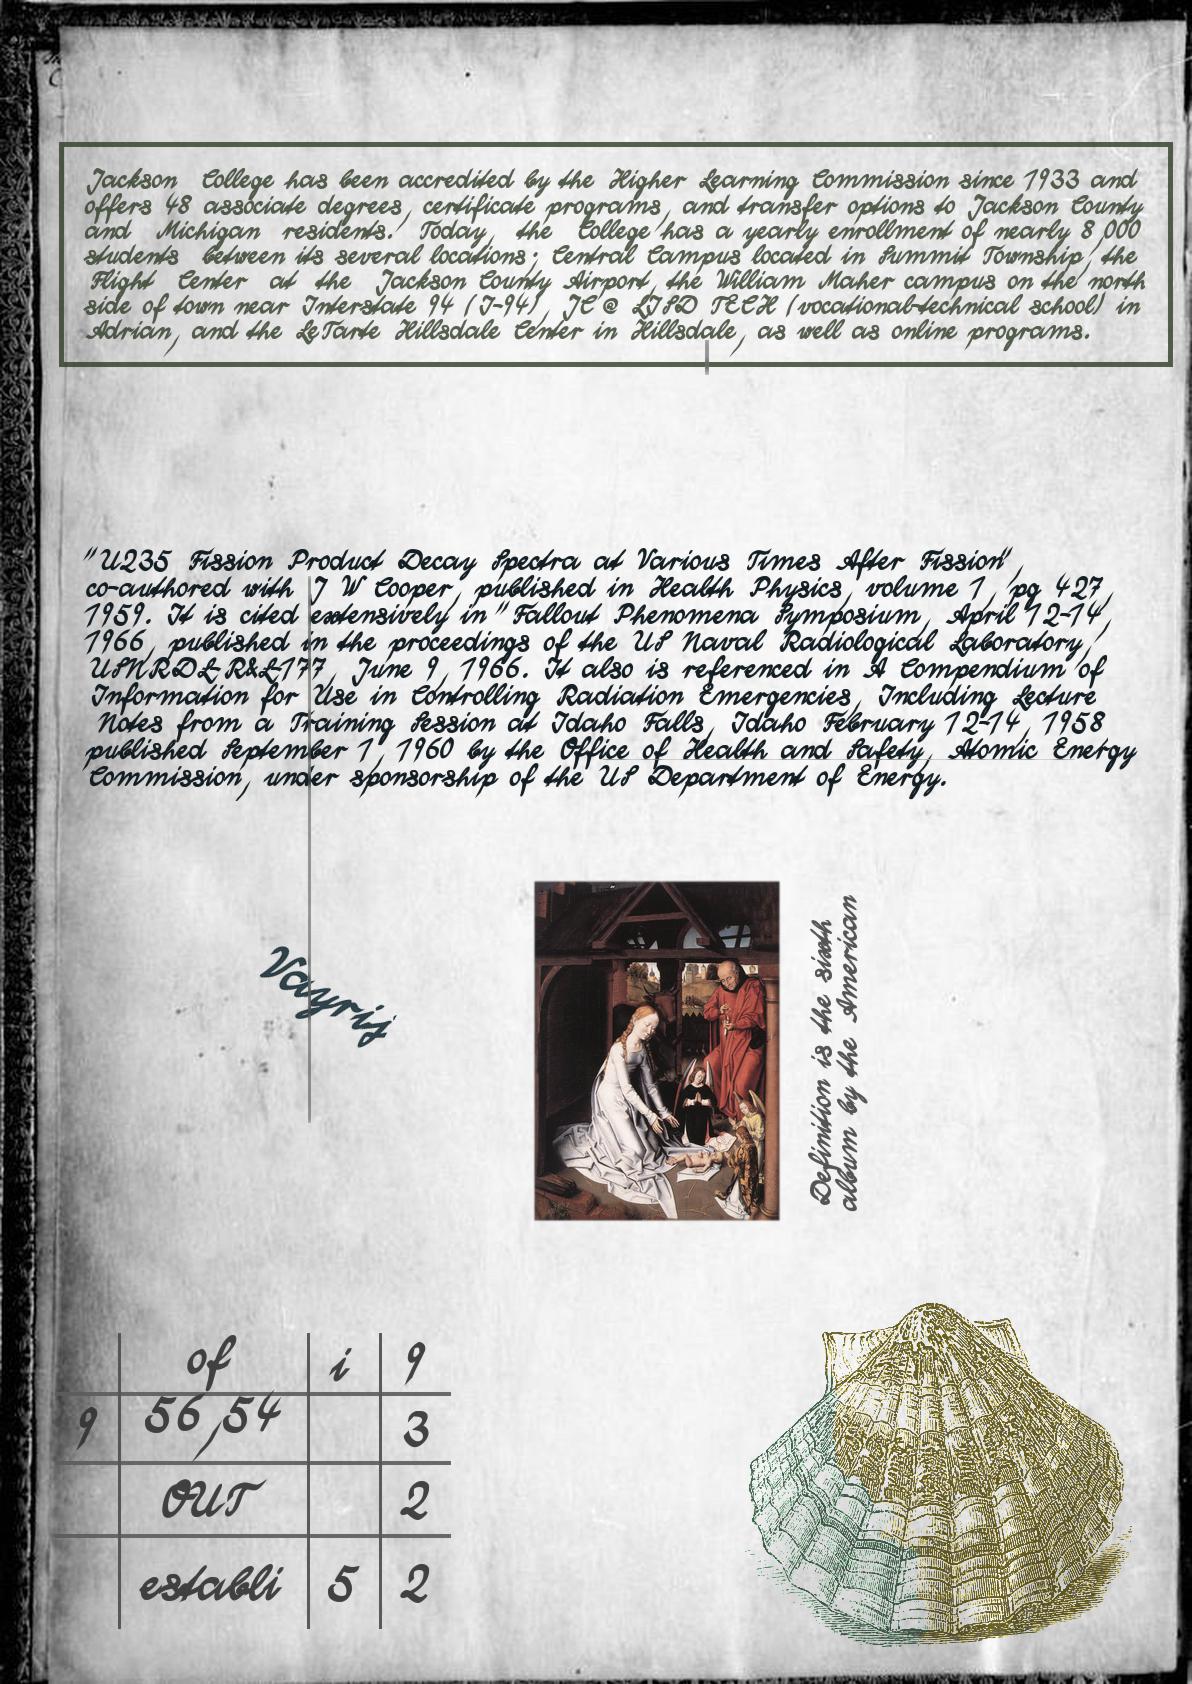 Jackson College has been accredited by the Higher Learning Commission since 1933 and
offers 48 associate degrees, certificate programs, and transfer options to Jackson County
and Michigan residents. Today, the College has a yearly enrollment of nearly 8,000
students between its several locations; Central Campus located in Summit Township, the
Flight Center at the Jackson County Airport, the William Maher campus on the north
side of town near Interstate 94 (I-94), JC @ LISD TECH (vocational-technical school) in
Adrian, and the LeTarte Hillsdale Center in Hillsdale, as well as online programs.
"U235 Fission Product Decay Spectra at Various Times After Fission",
co-authored with J W Cooper, published in Health Physics, volume 1, pg 427,
1959. It is cited extensively in "Fallout Phenomena Symposium, April 12-14,
1966, published in the proceedings of the US Naval Radiological Laboratory,
USNRDL-R&L177, June 9, 1966. It also is referenced in A Compendium of
Information for Use in Controlling Radiation Emergencies, Including Lecture
Notes from a Training Session at Idaho Falls, Idaho February 12-14, 1958
published September 1, 1960 by the Office of Health and Safety, Atomic Energy
Commission, under sponsorship of the US Department of Energy.
Vayrij
Definition is the sixth
album by the American
of i 9
9 56,54 3
OUT 2
establi 5 2